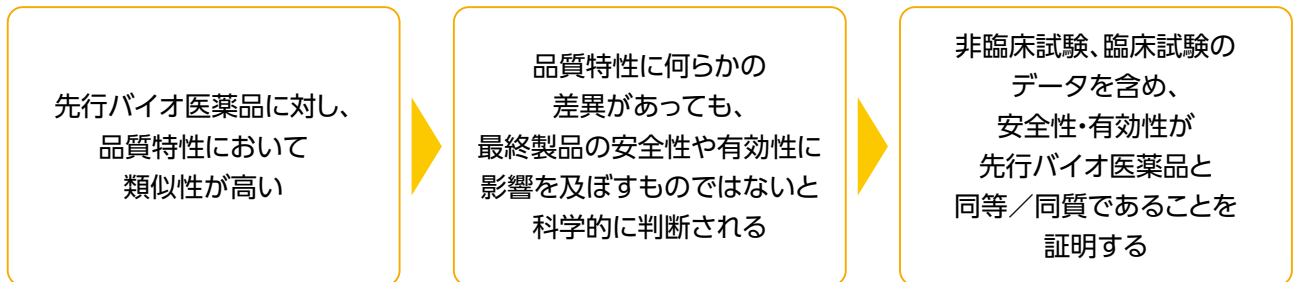 先行バイオ医薬品に対し、
品質特性において
類似性が高い
品質特性に何らかの
差異があっても、
最終製品の安全性や有効性に
影響を及ぼすものではないと
科学的に判断される
非臨床試験、臨床試験の
データを含め、
安全性・有効性が
先行バイオ医薬品と
同等／同質であることを
証明する